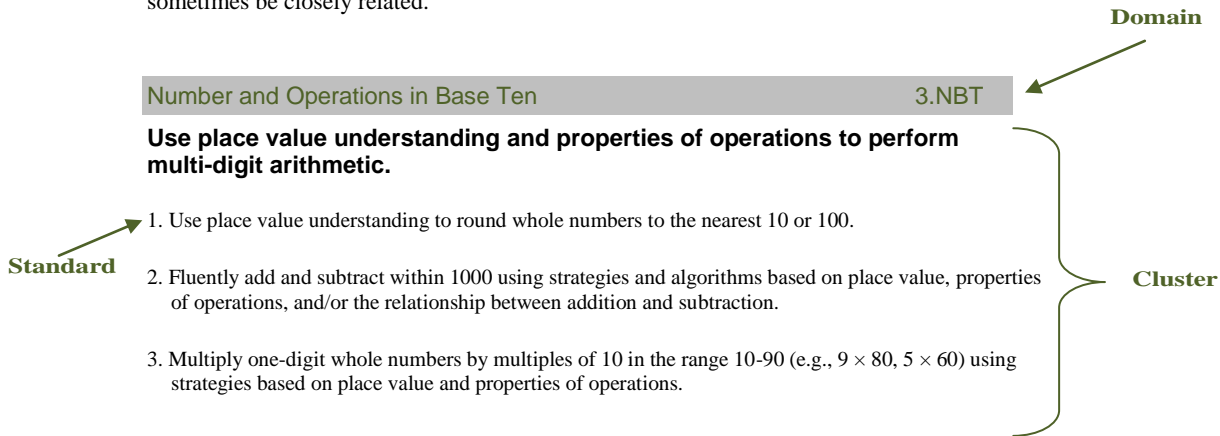 sometimes be closely related.
Domain
Number and Operations in Base Ten 3.NBT
Use place value understanding and properties of operations to perform
multi-digit arithmetic.
1. Use place value understanding to round whole numbers to the nearest 10 or 100.
Standard
2. Fluently add and subtract within 1000 using strategies and algorithms based on place value, properties
of operations, and/or the relationship between addition and subtraction.
Cluster
3. Multiply one-digit whole numbers by multiples of 10 in the range 10-90 (e.g., 9 × 80, 5 × 60) using
strategies based on place value and properties of operations.